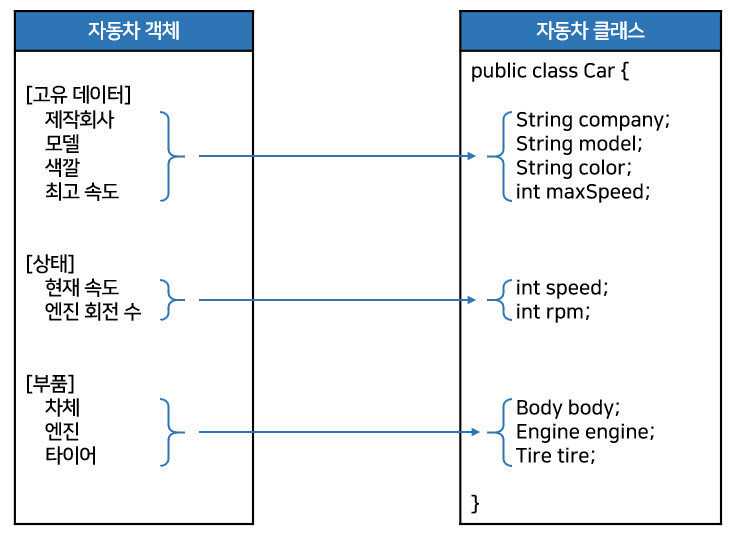 자동차 객체
[고유 데이터]
제작회사
모델
색깔
최고 속도
[상태]
현재 속도
엔진 회전 수
[부품]
차체
엔진
타이어
자동차 클래스
public class Car {
String company;
String model;
String color;
int maxSpeed;
int speed;
int rpm;
Body body;
Engine engine;
Tire tire;
}